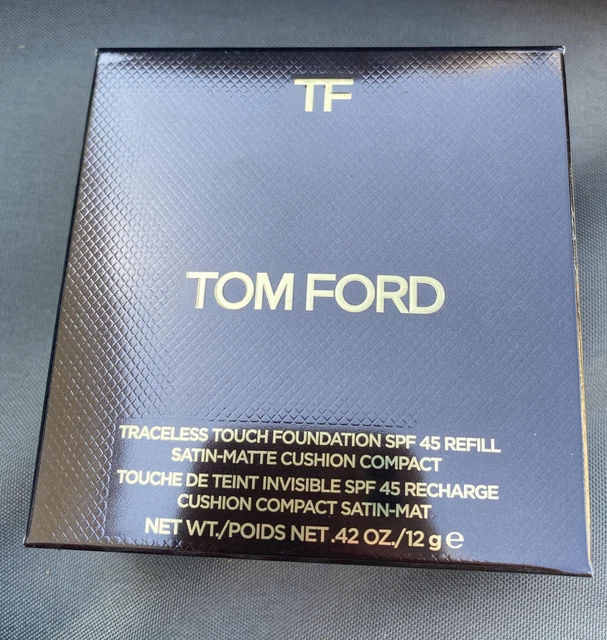 TF
TOM FORD
TRACELESS TOUCH FOUNDATION SPF 45 REFILL
SATIN-MATTE CUSHION COMPACT
TOUCHE DE TEINT INVISIBLE SPF 45 RECHARGE
CUSHION COMPACT SATIN-MAT
NET WT./POIDS NET .42 OZ./12 g ℮